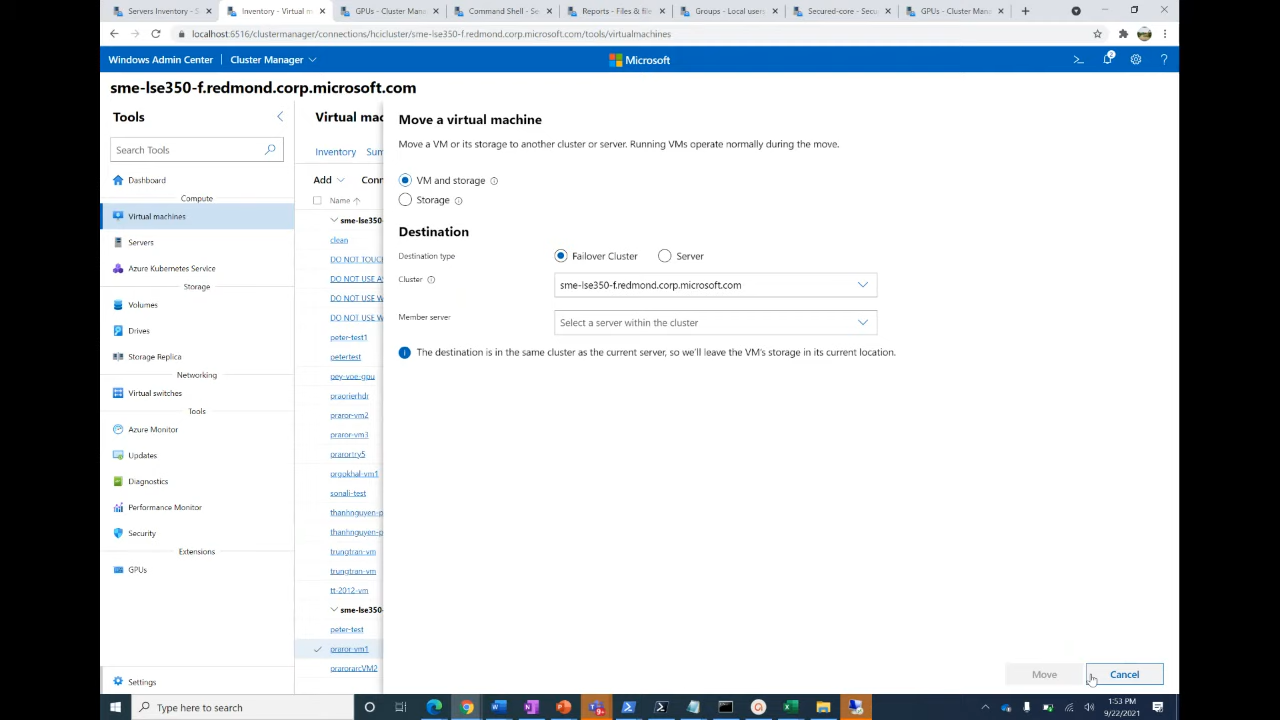 Servers Inventory - S
Inventory - Virtual m
GPUs - Cluster Man
Command Shell - Se
Reports - Files & file
Groups - Local users
Secured-core - Secu
GPUs - Cluster Man
localhost:6516/clustermanager/connections/hcicluster/sme-lse350-f.redmond.corp.microsoft.com/tools/virtualmachines
Windows Admin Center
Cluster Manager
Microsoft
sme-lse350-f.redmond.corp.microsoft.com
Tools
Search Tools
Dashboard
Compute
Virtual machines
Servers
Azure Kubernetes Service
Storage
Volumes
Drives
Storage Replica
Networking
Virtual switches
Tools
Azure Monitor
Updates
Diagnostics
Performance Monitor
Security
Extensions
GPUs
Settings
Virtual mac
Inventory Sum
Add Conn
Name
sme-lse350-
clean
DO NOT TOUC
DO NOT USE A
DO NOT USE W
DO NOT USE W
peter-test1
petertest
pey-voe-gpu
praorierhdr
praror-vm2
praror-vm3
prarortry5
prgokhal-vm1
sonali-test
thanhnguyen-p
thanhnguyen-p
trungtran-vm
trungtran-vm
tt-2012-vm
sme-lse350-
peter-test
praror-vm1
prarorarcVM2
Move a virtual machine
Move a VM or its storage to another cluster or server. Running VMs operate normally during the move.
VM and storage
Storage
Destination
Destination type
Failover Cluster
Server
Cluster
sme-lse350-f.redmond.corp.microsoft.com
Member server
Select a server within the cluster
The destination is in the same cluster as the current server, so we'll leave the VM's storage in its current location.
Move
Cancel
Type here to search
1:53 PM
9/22/2021